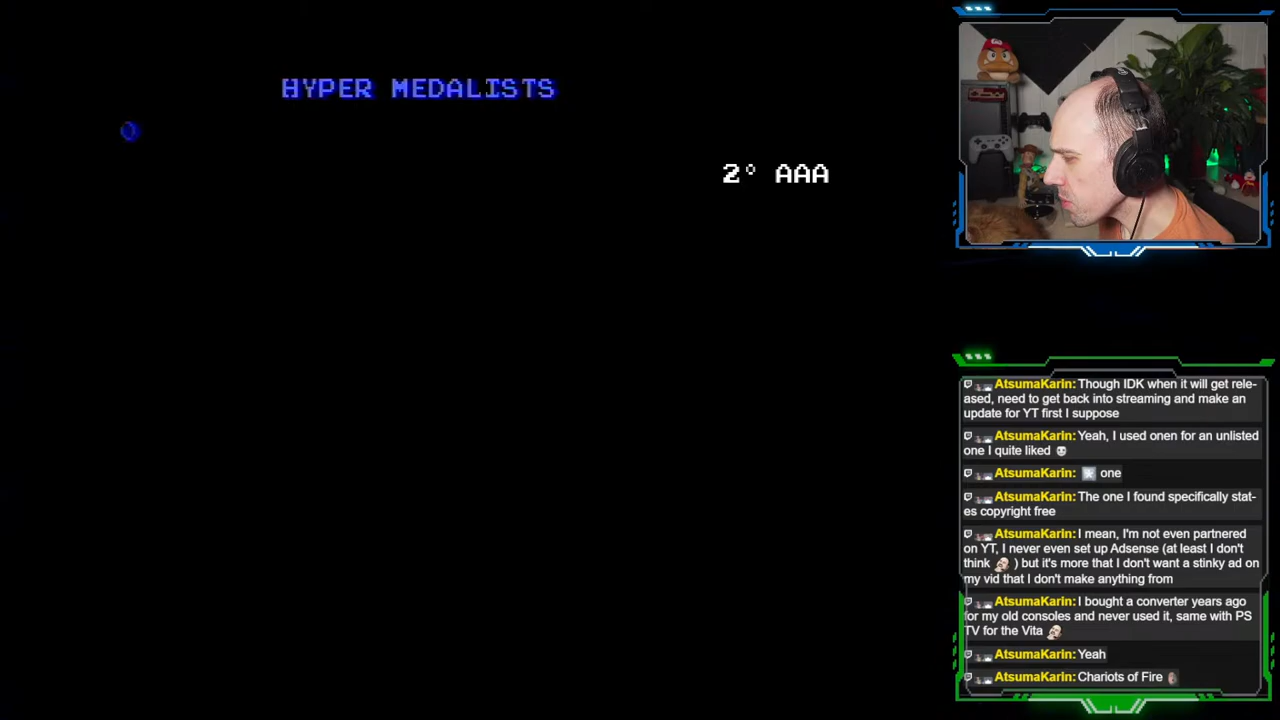 HYPER MEDALISTS
2° AAA
AtsumaKarin: Though IDK when it will get rele-
ased, need to get back into streaming and make an
update for YT first I suppose
AtsumaKarin: Yeah, I used onen for an unlisted
one I quite liked
AtsumaKarin: one
AtsumaKarin: The one I found specifically stat-
es copyright free
AtsumaKarin: I mean, I'm not even partnered
on YT, I never even set up Adsense (at least I don't
think ) but it's more that I don't want a stinky ad on
my vid that I don't make anything from
AtsumaKarin: I bought a converter years ago
for my old consoles and never used it, same with PS
TV for the Vita
AtsumaKarin: Yeah
AtsumaKarin: Chariots of Fire